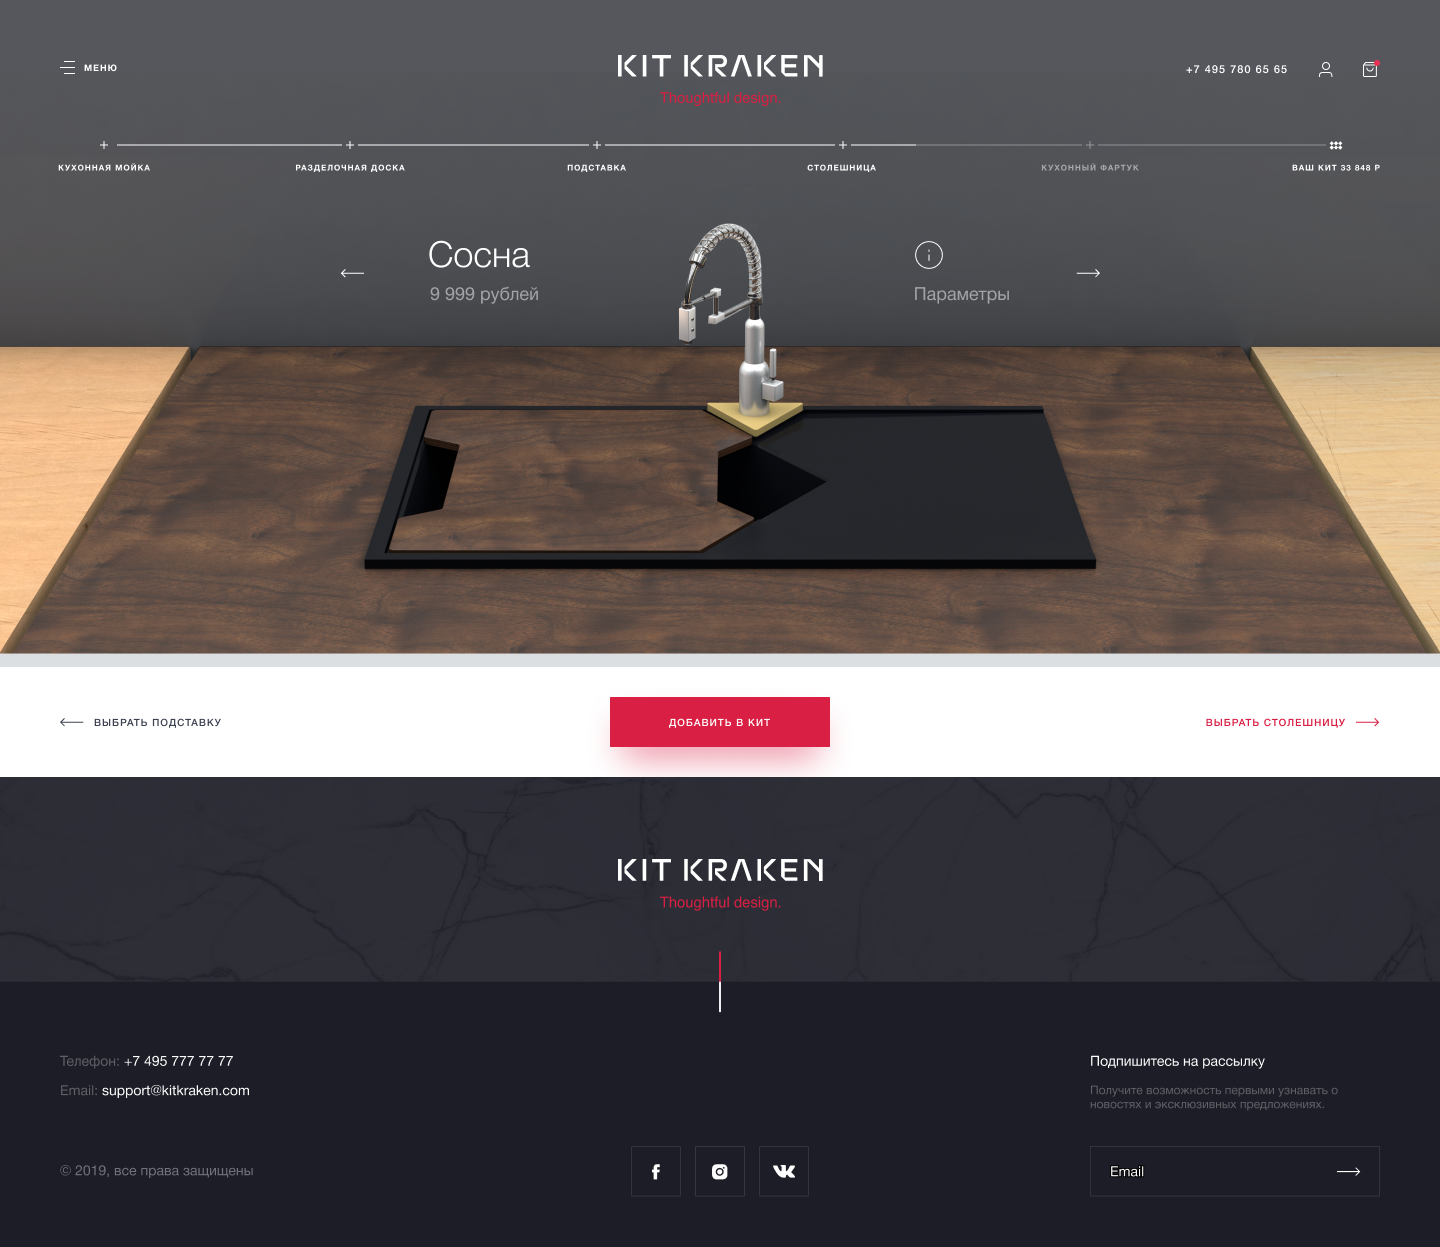 МЕНЮ
KIT KRAKEN
Thoughtful design.
+7 495 780 65 65
КУХОННАЯ МОЙКА
РАЗДЕЛОЧНАЯ ДОСКА
ПОДСТАВКА
СТОЛЕШНИЦА
КУХОННЫЙ ФАРТУК
ВАШ КИТ 33 848 Р
Сосна
9 999 рублей
Параметры
ВЫБРАТЬ ПОДСТАВКУ
ДОБАВИТЬ В КИТ
ВЫБРАТЬ СТОЛЕШНИЦУ
KIT KRAKEN
Thoughtful design.
Телефон: +7 495 777 77 77
Email: support@kitkraken.com
© 2019, все права защищены
Подпишитесь на рассылку
Получите возможность первыми узнавать о
новостях и эксклюзивных предложениях.
Email